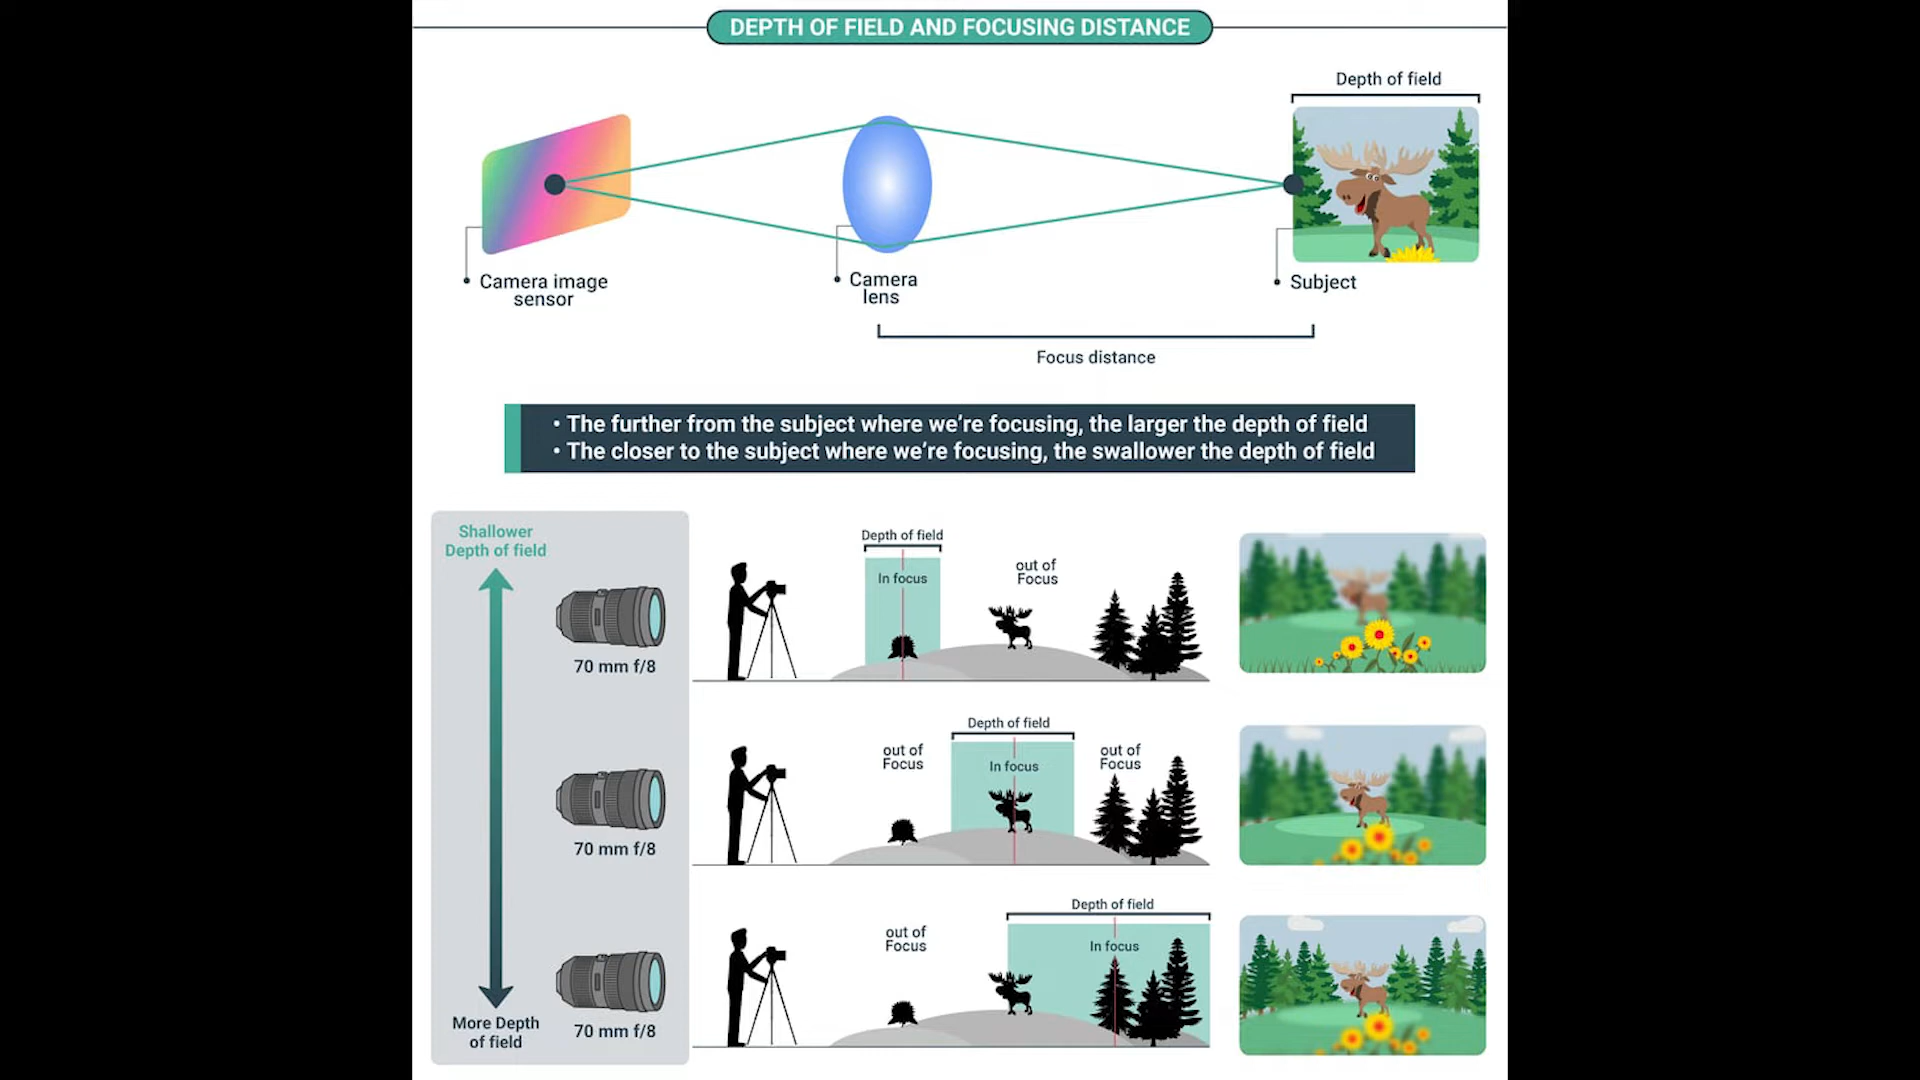 DEPTH OF FIELD AND FOCUSING DISTANCE
Depth of field
Camera image
sensor
Camera
lens
Subject
Focus distance
• The further from the subject where we're focusing, the larger the depth of field
• The closer to the subject where we're focusing, the swallower the depth of field
Shallower
Depth of field
70 mm f/8
Depth of field
In focus
out of
Focus
70 mm f/8
out of
Focus
Depth of field
In focus
out of
Focus
More Depth
of field
70 mm f/8
out of
Focus
Depth of field
In focus